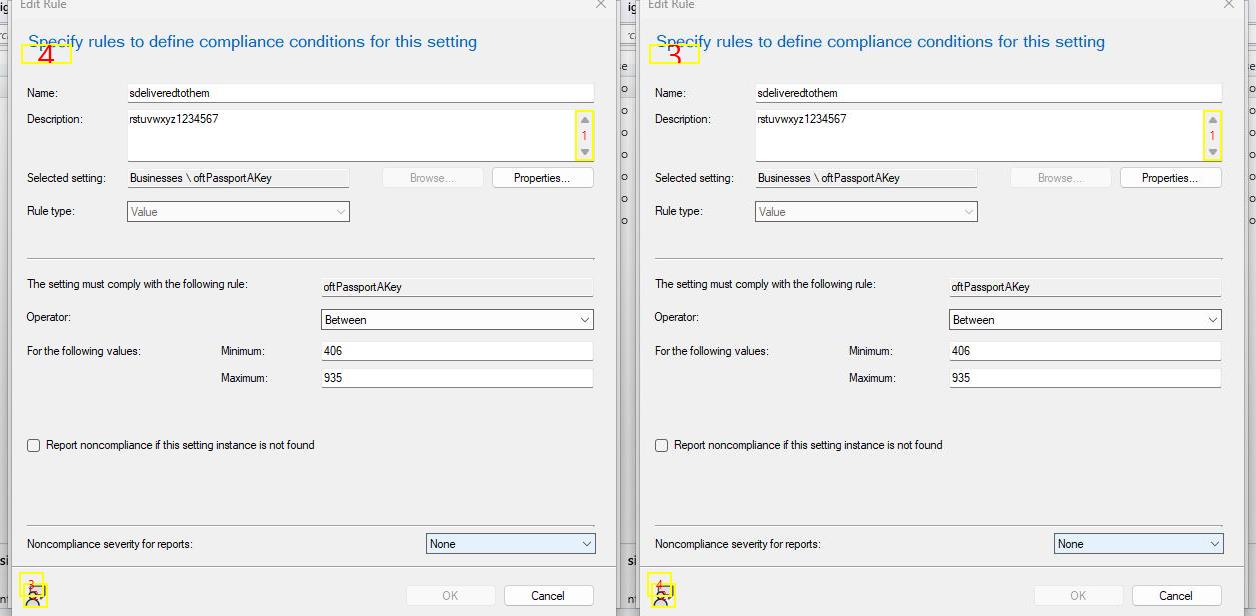 Edit Rule
Specify rules to define compliance conditions for this setting
4
Name: sdeliveredtothem
Description: rstuvwxyz1234567
1
Selected setting: Businesses \ oftPassportAKey Browse... Properties...
Rule type: Value
The setting must comply with the following rule: oftPassportAKey
Operator: Between
For the following values: Minimum: 406
Maximum: 935
Report noncompliance if this setting instance is not found
Noncompliance severity for reports: None
3
OK Cancel
Edit Rule
Specify rules to define compliance conditions for this setting
3
Name: sdeliveredtothem
Description: rstuvwxyz1234567
1
Selected setting: Businesses \ oftPassportAKey Browse... Properties...
Rule type: Value
The setting must comply with the following rule: oftPassportAKey
Operator: Between
For the following values: Minimum: 406
Maximum: 935
Report noncompliance if this setting instance is not found
Noncompliance severity for reports: None
4
OK Cancel